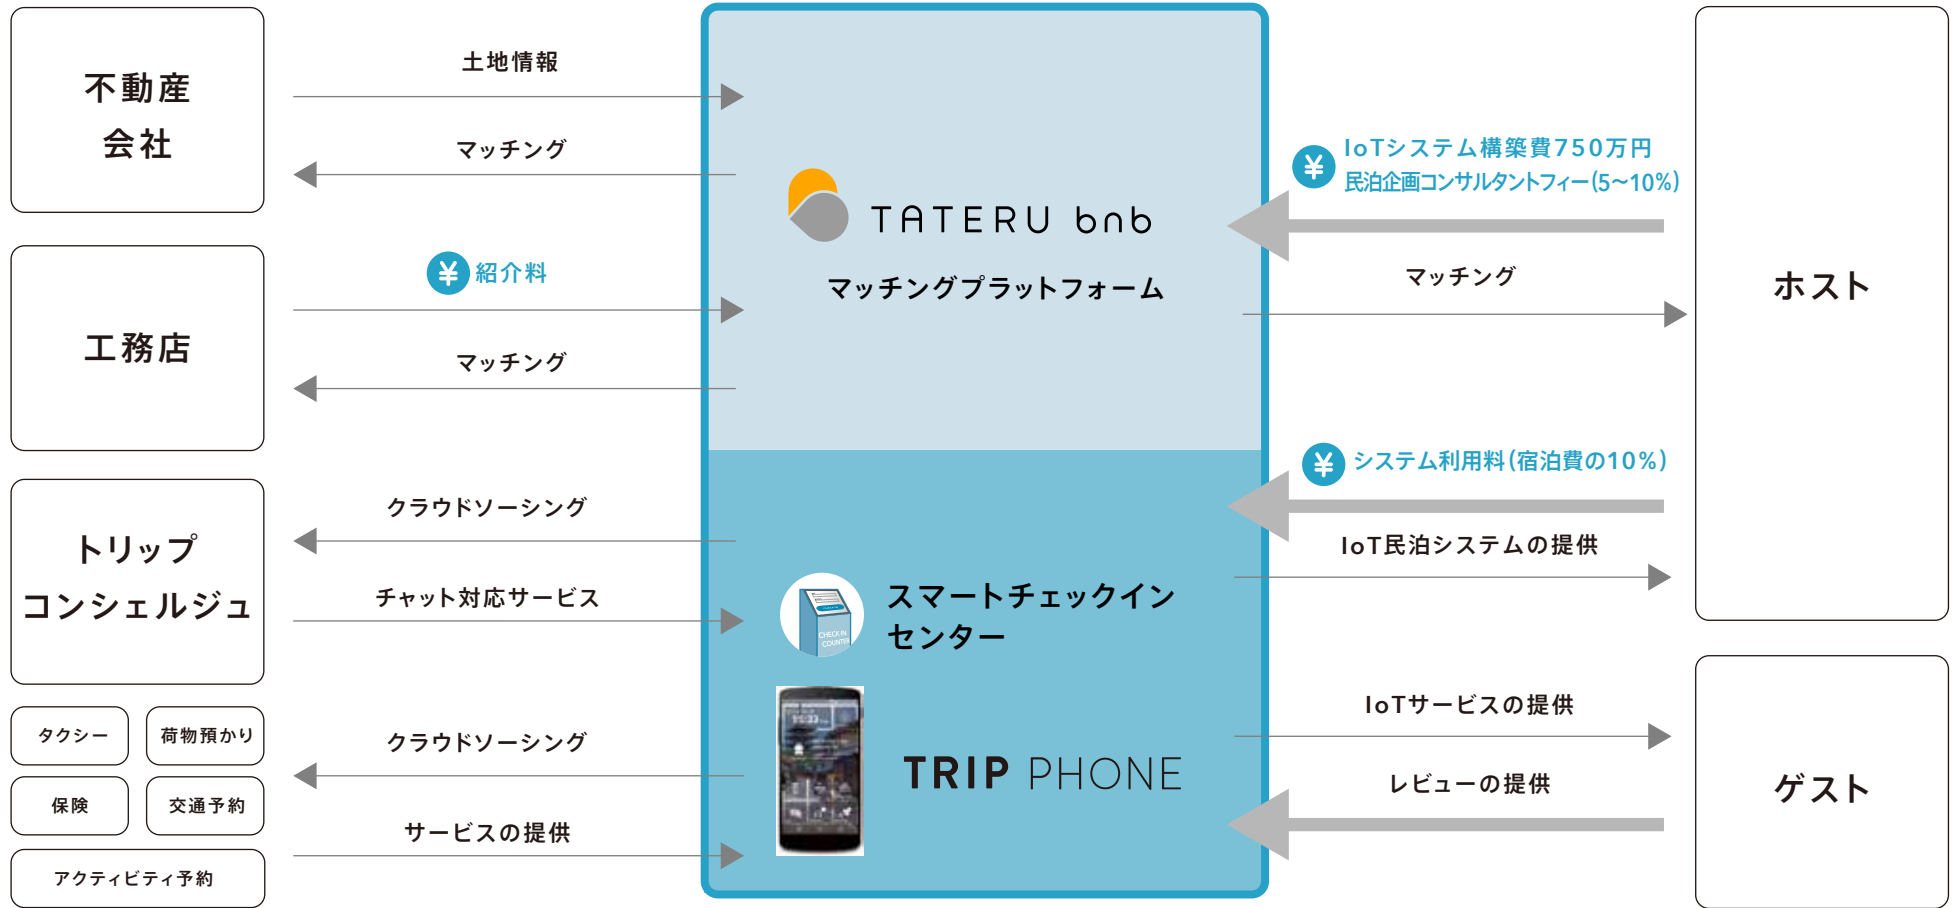 不動産
会社
工務店
トリップ
コンシェルジュ
タクシー
荷物預かり
保険
交通予約
アクティビティ予約
土地情報
マッチング
¥ 紹介料
マッチング
クラウドソーシング
チャット対応サービス
クラウドソーシング
サービスの提供
TATERU bnb
マッチングプラットフォーム
CHECK IN
COUNTER
スマートチェックイン
センター
TRIP PHONE
¥ IoTシステム構築費750万円
民泊企画コンサルタントフィー(5〜10%)
マッチング
¥ システム利用料(宿泊費の10%)
IoT民泊システムの提供
IoTサービスの提供
レビューの提供
ホスト
ゲスト